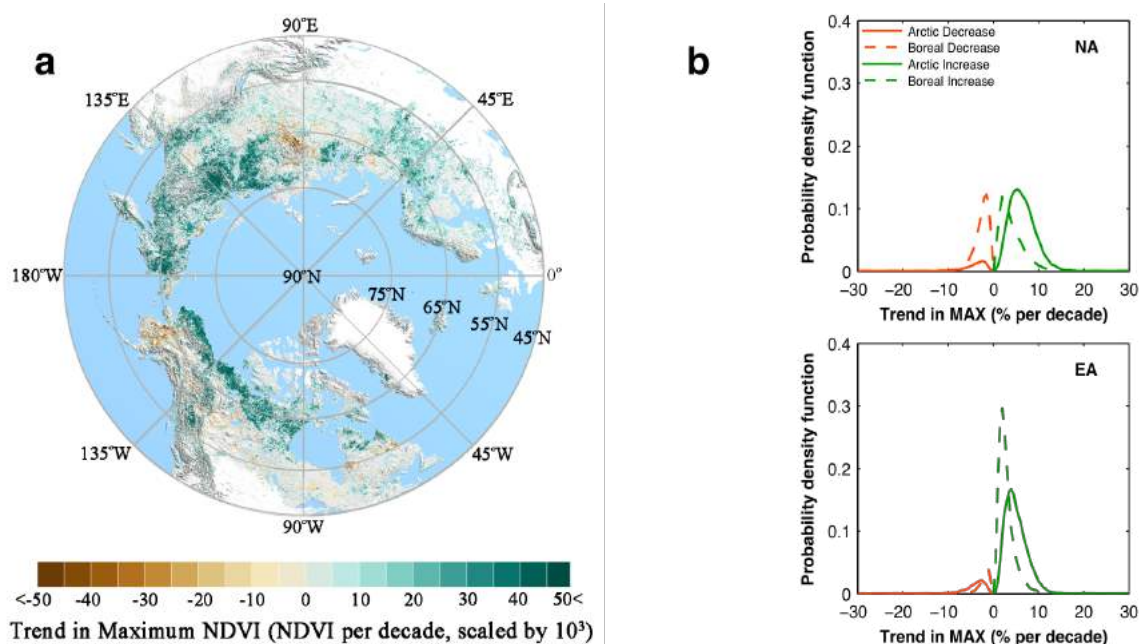 a
90°E
135°E
45°E
180°W
90°N
0°
75°N
65°N
55°N
45°N
135°W
45°W
90°W
<-50 -40 -30 -20 -10 0 10 20 30 40 50<
Trend in Maximum NDVI (NDVI per decade, scaled by 10³)
b
0.4
0.3
0.2
0.1
0
Probability density function
Arctic Decrease
Boreal Decrease
Arctic Increase
Boreal Increase
NA
-30 -20 -10 0 10 20 30
Trend in MAX (% per decade)
0.4
0.3
0.2
0.1
0
Probability density function
EA
-30 -20 -10 0 10 20 30
Trend in MAX (% per decade)